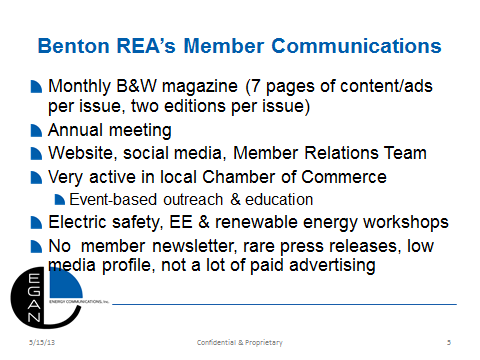 Benton REA's Member Communications
Monthly B&W magazine (7 pages of content/ads
per issue, two editions per issue)
Annual meeting
Website, social media, Member Relations Team
Very active in local Chamber of Commerce
Event-based outreach & education
Electric safety, EE & renewable energy workshops
No member newsletter, rare press releases, low
media profile, not a lot of paid advertising
EGAN
ENERGY COMMUNICATIONS, Inc.
5/15/13 Confidential & Proprietary 5